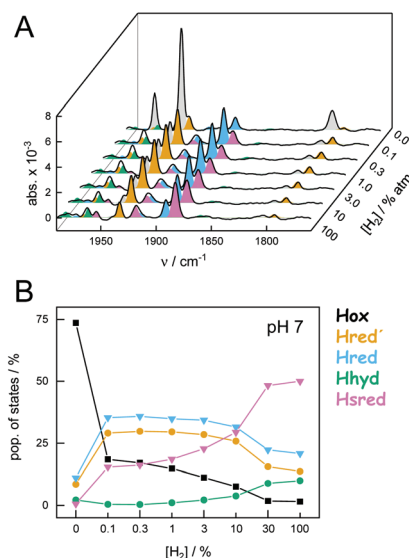 A
8
6
4
2
0
abs. x 10⁻³
0.0
0.1
0.3
1.0
3.0
10
100
[H₂] / % atm
1950 1900 1850 1800
ν / cm⁻¹
B
pH 7
75
50
25
0
pop. of states / %
0 0.1 0.3 1 3 10 30 100
[H₂] / %
Hox
Hred´
Hred
Hhyd
Hsred